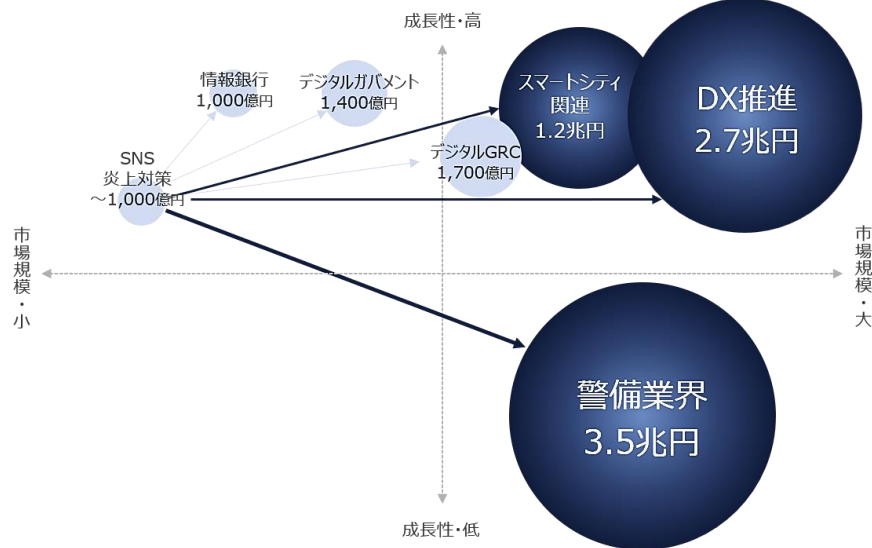 成長性・高
情報銀行
1,000億円
デジタルガバメント
1,400億円
スマートシティ
関連
1.2兆円
DX推進
2.7兆円
デジタルGRC
1,700億円
SNS
炎上対策
～1,000億円
市場規模・小
市場規模・大
警備業界
3.5兆円
成長性・低